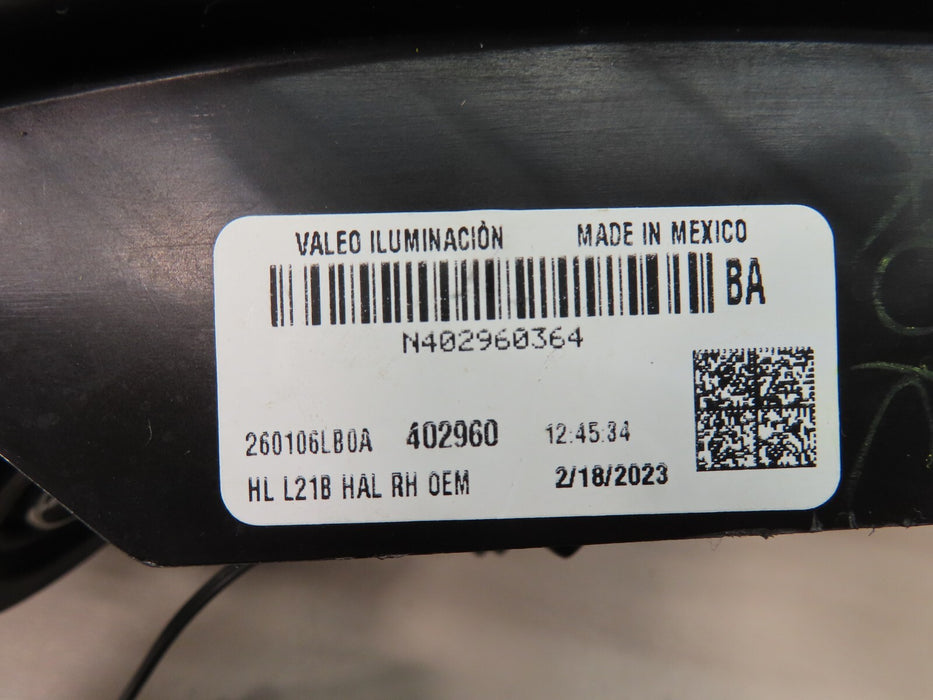 VALEO ILUMINACIÒN MADE IN MEXICO
BA
N402960364
260106LB0A 402960 12:45:34
HL L21B HAL RH OEM 2/18/2023